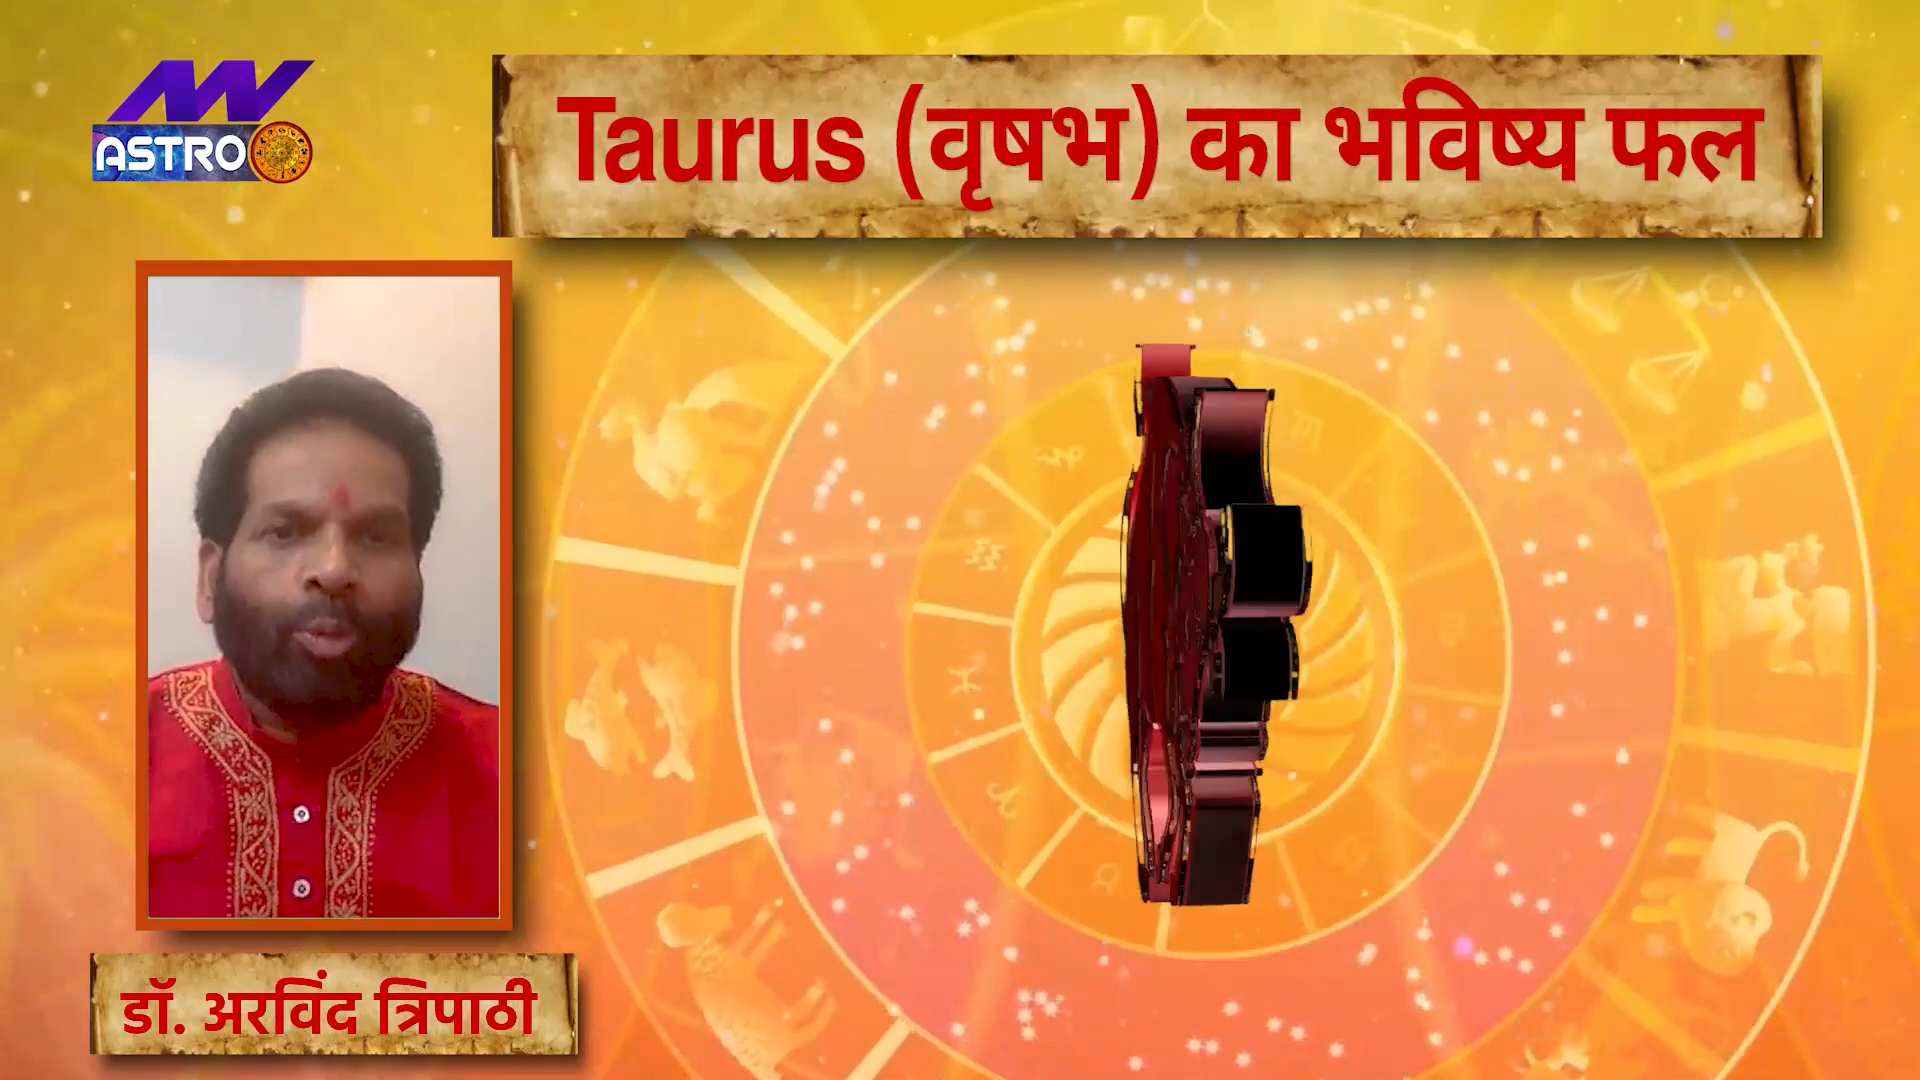 ASTRO
Taurus (वृषभ) का भविष्य फल
डॉ. अरविंद त्रिपाठी